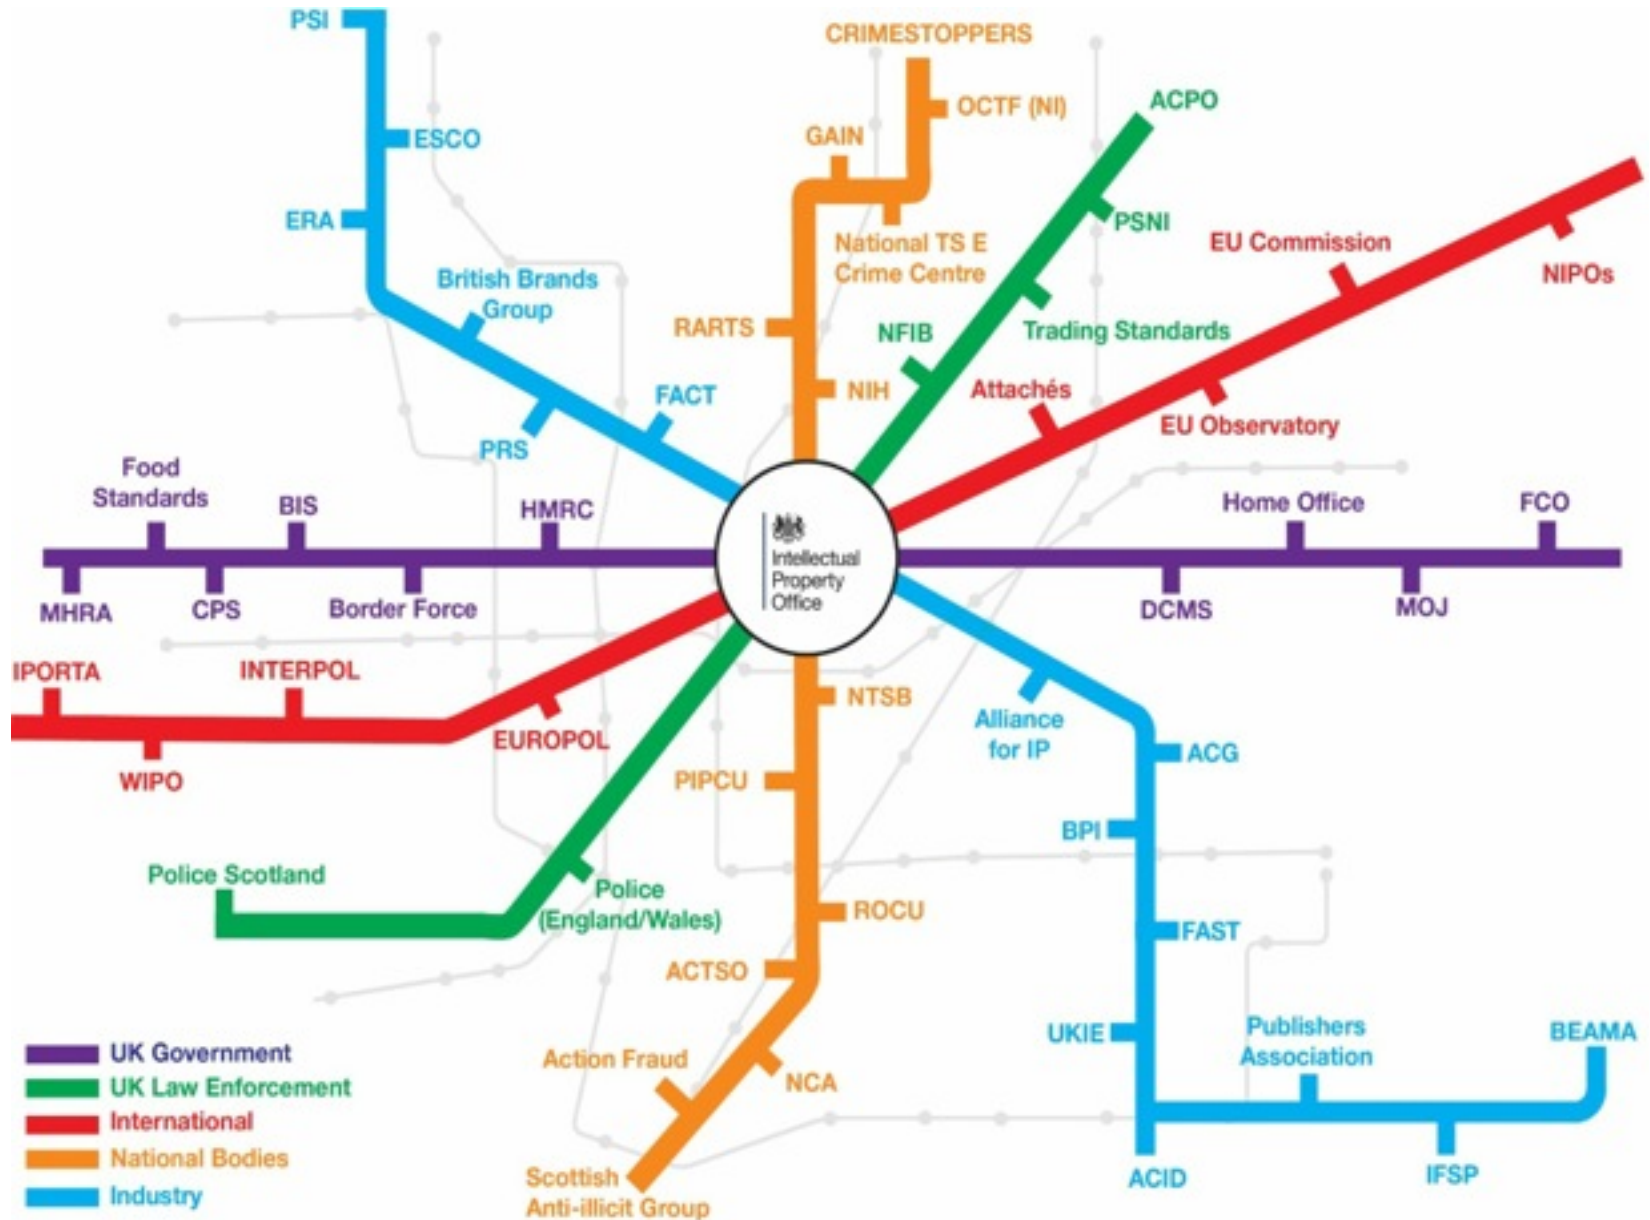 PSI
CRIMESTOPPERS
ACPO
OCTF (NI)
GAIN
ESCO
ERA
PSNI
National TS E
Crime Centre
EU Commission
NIPOs
British Brands
Group
RARTS
NFIB
Trading Standards
NIH
Attachés
FACT
EU Observatory
PRS
Food
Standards
BIS
HMRC
Home Office
FCO
Intellectual
Property
Office
MHRA
CPS
Border Force
DCMS
MOJ
IPORTA
INTERPOL
EUROPOL
WIPO
NTSB
Alliance
for IP
ACG
PIPCU
BPI
Police Scotland
Police
(England/Wales)
ROCU
FAST
ACTSO
UKIE
Publishers
Association
BEAMA
Action Fraud
NCA
Scottish
Anti-illicit Group
ACID
IFSP
UK Government
UK Law Enforcement
International
National Bodies
Industry